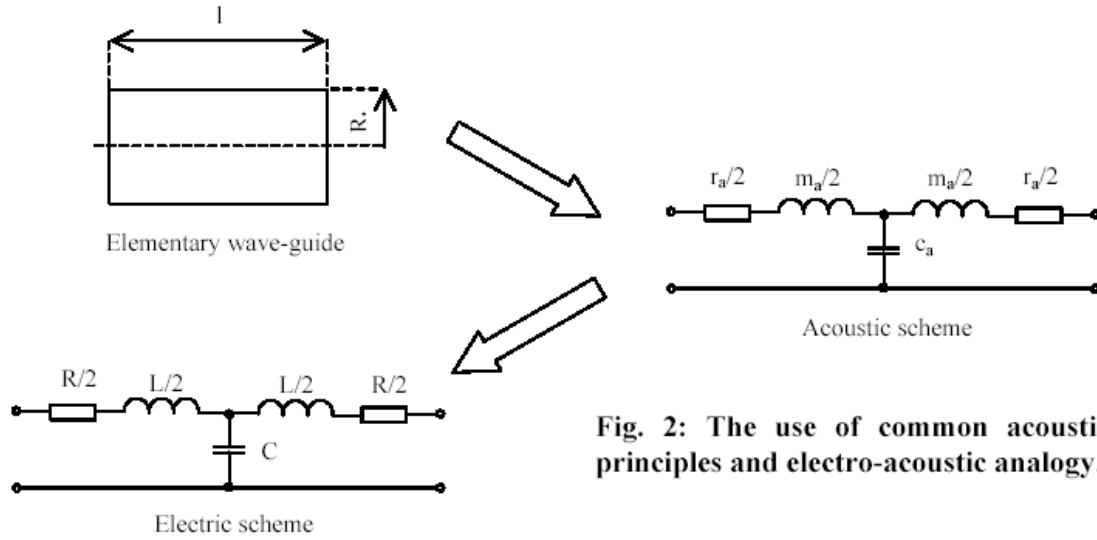 l
R.
Elementary wave-guide
rₐ/2
mₐ/2
mₐ/2
rₐ/2
cₐ
Acoustic scheme
R/2
L/2
L/2
R/2
C
Electric scheme
Fig. 2: The use of common acousti
principles and electro-acoustic analogy.